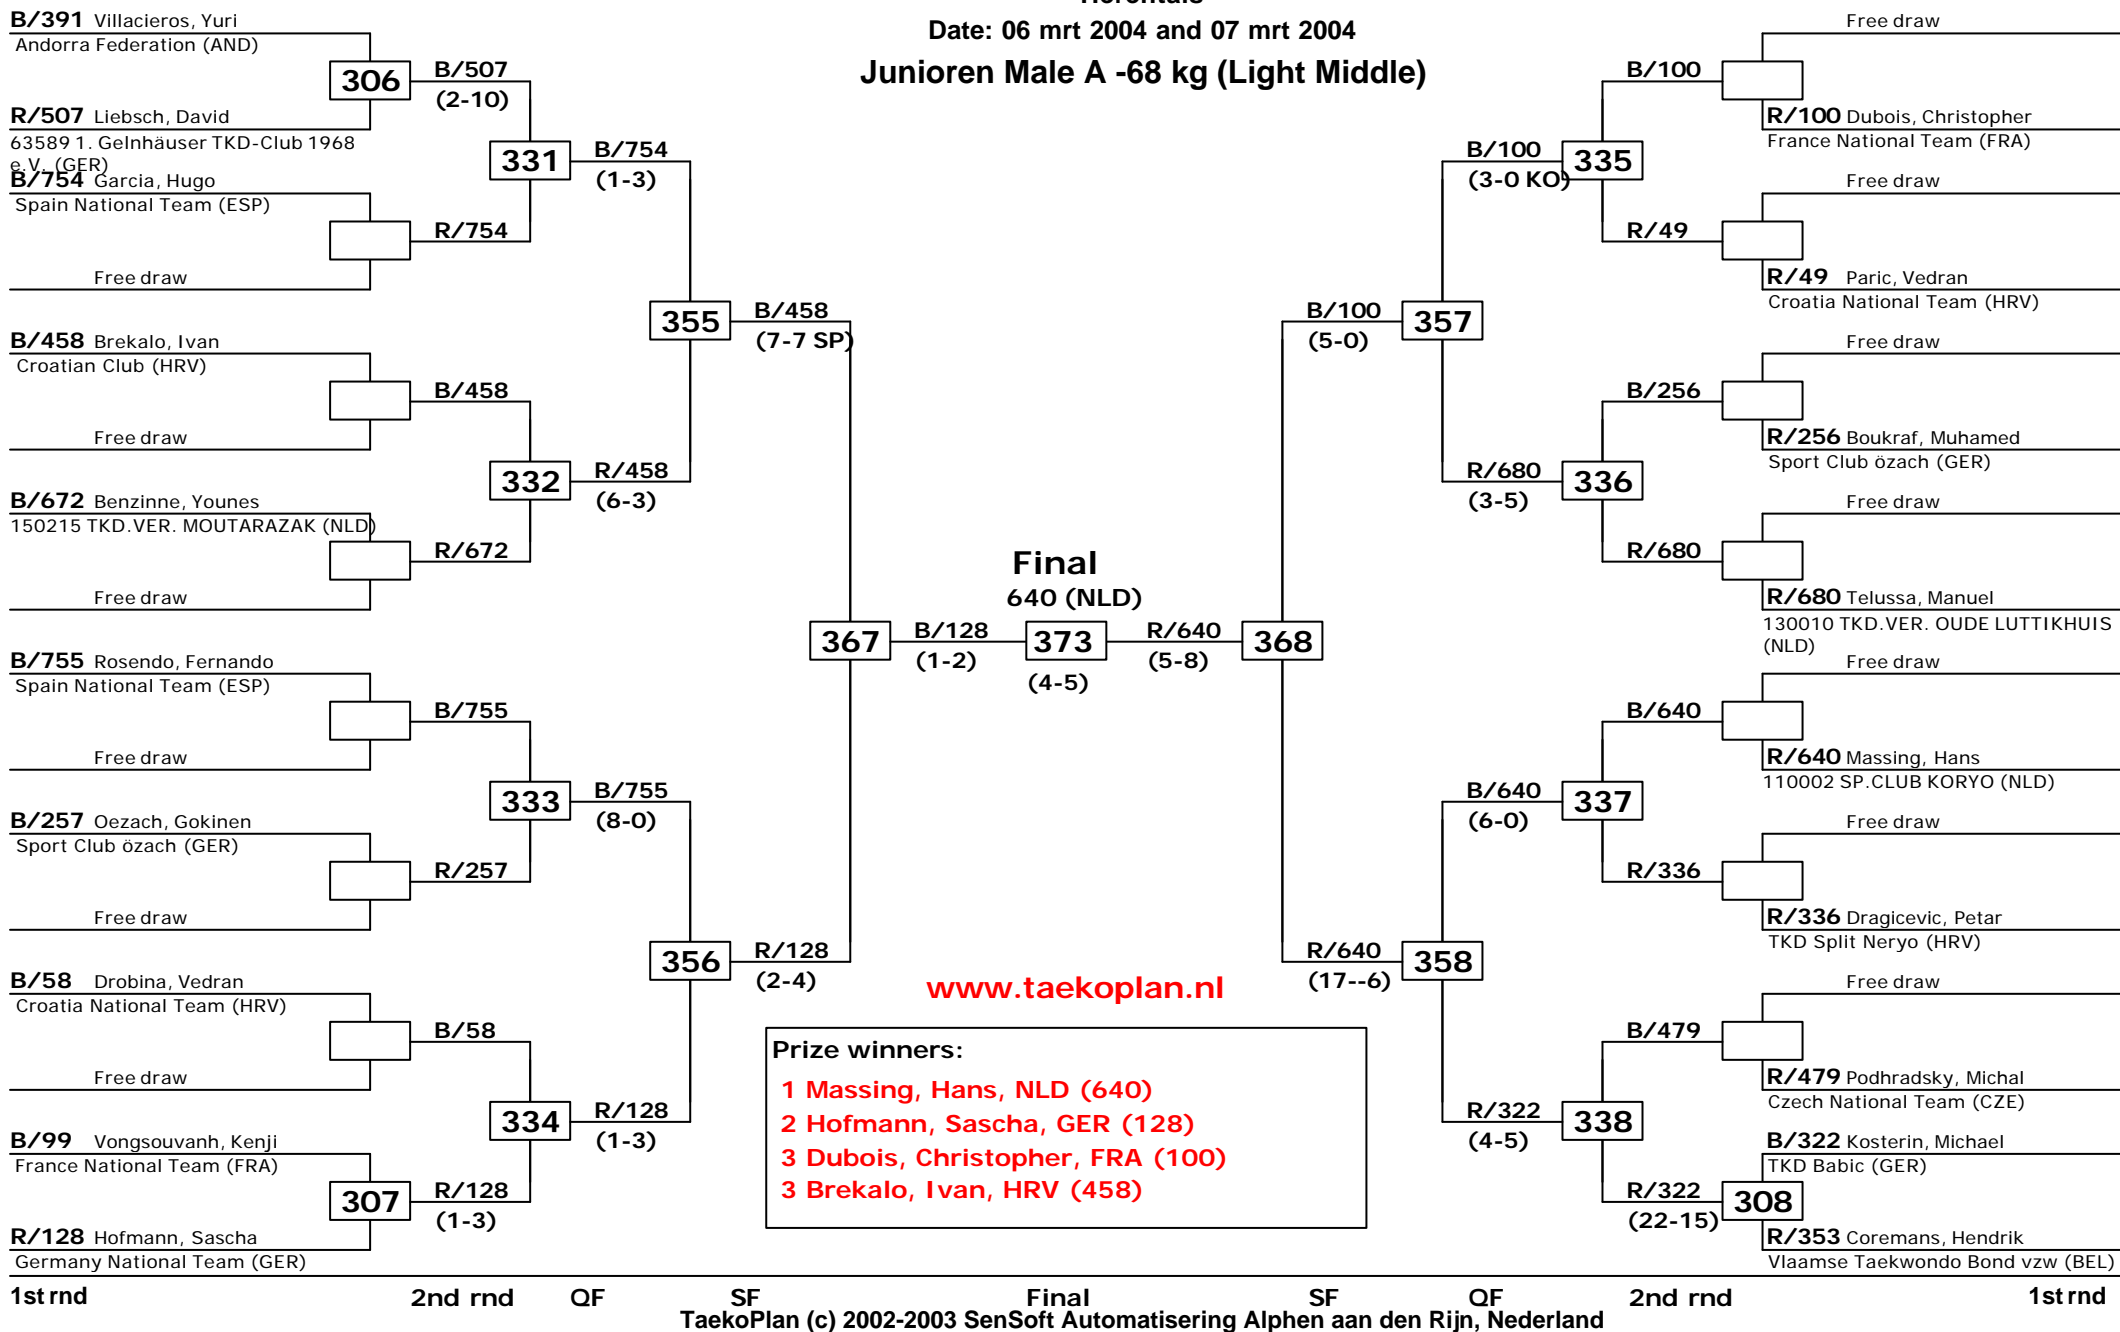 Herentals
Date: 06 mrt 2004 and 07 mrt 2004
Junioren Male A -68 kg (Light Middle)
B/391 Villacieros, Yuri
Andorra Federation (AND)
306
R/507 Liebsch, David
63589 1. Gelnhäuser TKD-Club 1968
e.V. (GER)
B/754 Garcia, Hugo
Spain National Team (ESP)
Free draw
B/458 Brekalo, Ivan
Croatian Club (HRV)
Free draw
B/672 Benzinne, Younes
150215 TKD.VER. MOUTARAZAK (NLD)
Free draw
B/755 Rosendo, Fernando
Spain National Team (ESP)
Free draw
B/257 Oezach, Gokinen
Sport Club özach (GER)
Free draw
B/58 Drobina, Vedran
Croatia National Team (HRV)
Free draw
B/99 Vongsouvanh, Kenji
France National Team (FRA)
307
R/128 Hofmann, Sascha
Germany National Team (GER)
B/507
(2-10)
331
R/754
B/458
332
R/672
B/755
333
R/257
B/58
334
R/128
(1-3)
B/754
(1-3)
355
R/458
(6-3)
B/755
(8-0)
356
R/128
(1-3)
B/458
(7-7 SP)
367
R/128
(2-4)
B/128
(1-2)
Final
640 (NLD)
373
(4-5)
R/640
(5-8)
368
B/100
(5-0)
357
R/640
(17--6)
358
B/100
(3-0 KO)
335
R/680
(3-5)
336
B/640
(6-0)
337
R/322
(4-5)
338
B/100
R/49
B/256
R/680
B/640
R/336
B/479
R/322
(22-15)
308
Free draw
R/100 Dubois, Christopher
France National Team (FRA)
Free draw
R/49 Paric, Vedran
Croatia National Team (HRV)
Free draw
R/256 Boukraf, Muhamed
Sport Club özach (GER)
Free draw
R/680 Telussa, Manuel
130010 TKD.VER. OUDE LUTTIKHUIS
(NLD)
Free draw
R/640 Massing, Hans
110002 SP.CLUB KORYO (NLD)
Free draw
R/336 Dragicevic, Petar
TKD Split Neryo (HRV)
Free draw
R/479 Podhradsky, Michal
Czech National Team (CZE)
B/322 Kosterin, Michael
TKD Babic (GER)
R/353 Coremans, Hendrik
Vlaamse Taekwondo Bond vzw (BEL)
www.taekoplan.nl
Prize winners:
1 Massing, Hans, NLD (640)
2 Hofmann, Sascha, GER (128)
3 Dubois, Christopher, FRA (100)
3 Brekalo, Ivan, HRV (458)
1st rnd 2nd rnd QF SF Final SF QF 2nd rnd 1st rnd
TaekoPlan (c) 2002-2003 SenSoft Automatisering Alphen aan den Rijn, Nederland